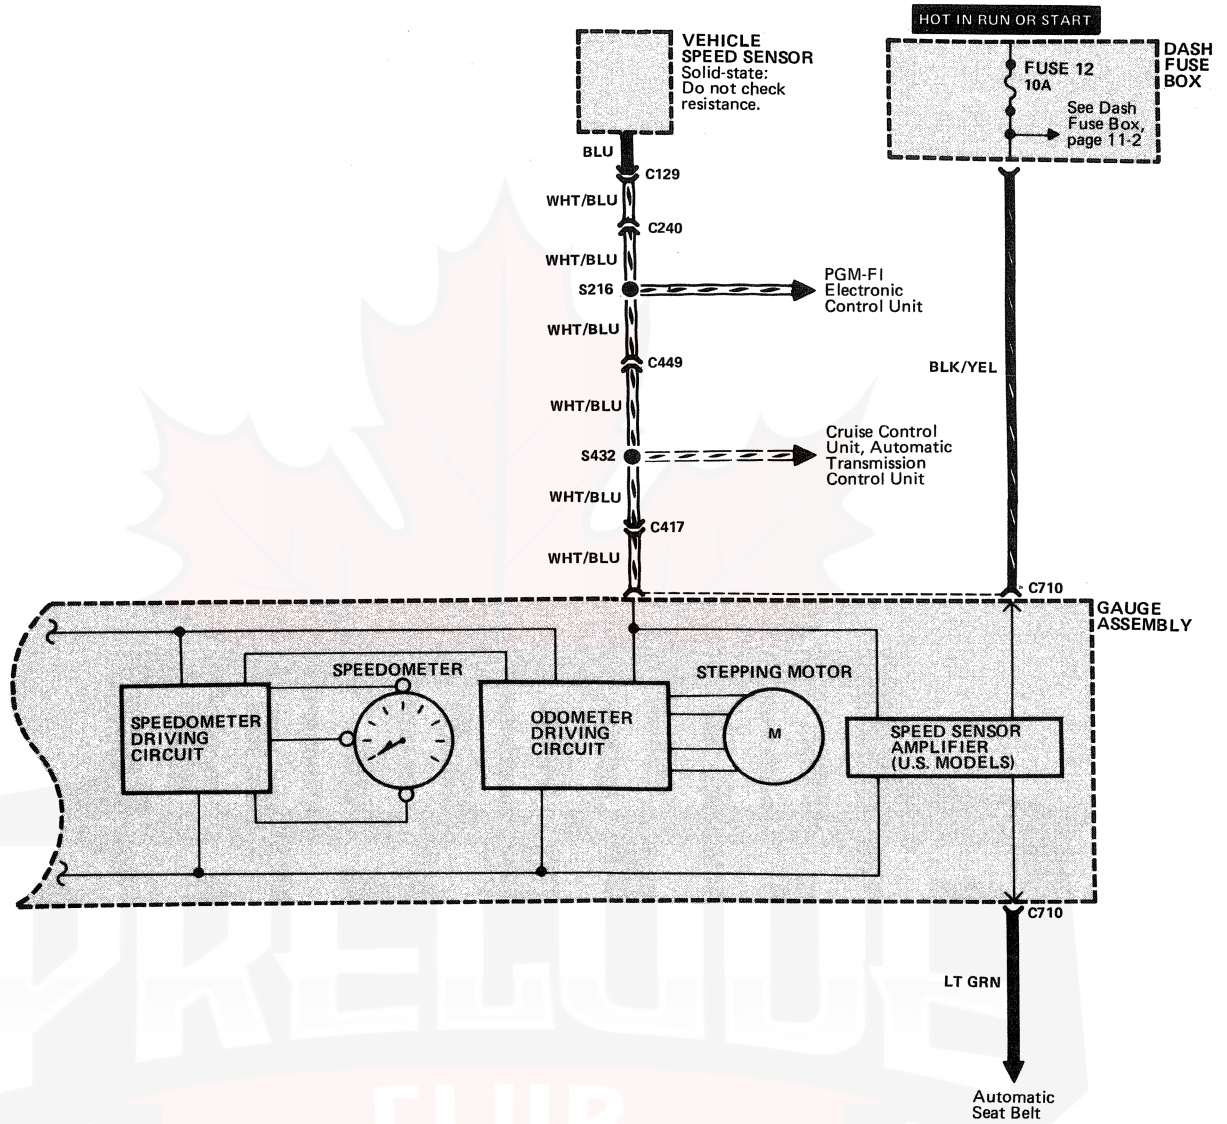 HOT IN RUN OR START
VEHICLE
SPEED SENSOR
Solid-state:
Do not check
resistance.
DASH
FUSE
BOX
FUSE 12
10A
See Dash
Fuse Box,
page 11-2
BLU
C129
WHT/BLU
C240
WHT/BLU
S216
PGM-FI
Electronic
Control Unit
WHT/BLU
C449
BLK/YEL
WHT/BLU
S432
Cruise Control
Unit, Automatic
Transmission
Control Unit
WHT/BLU
C417
WHT/BLU
C710
GAUGE
ASSEMBLY
SPEEDOMETER
STEPPING MOTOR
SPEEDOMETER
DRIVING
CIRCUIT
ODOMETER
DRIVING
CIRCUIT
M
SPEED SENSOR
AMPLIFIER
(U.S. MODELS)
C710
LT GRN
Automatic
Seat Belt
PRELUDE
CLUB